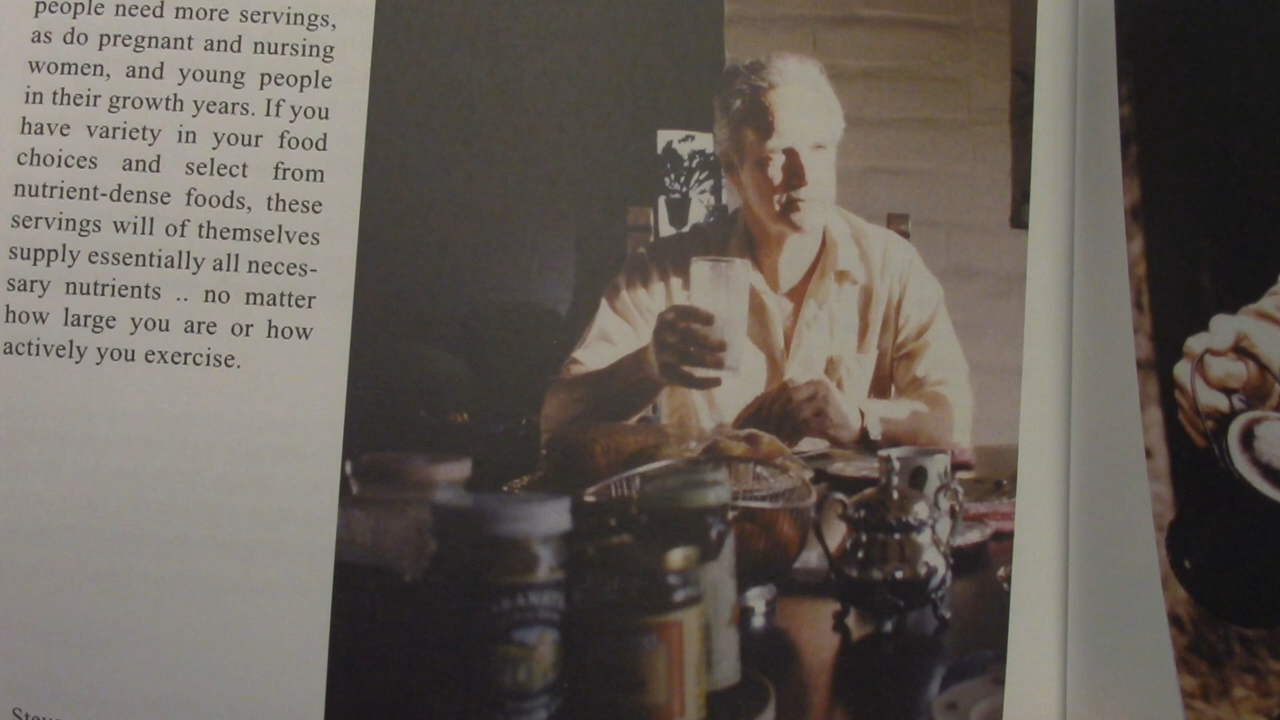 people need more servings,
as do pregnant and nursing
women, and young people
in their growth years. If you
have variety in your food
choices and select from
nutrient-dense foods, these
servings will of themselves
supply essentially all neces-
sary nutrients .. no matter
how large you are or how
actively you exercise.